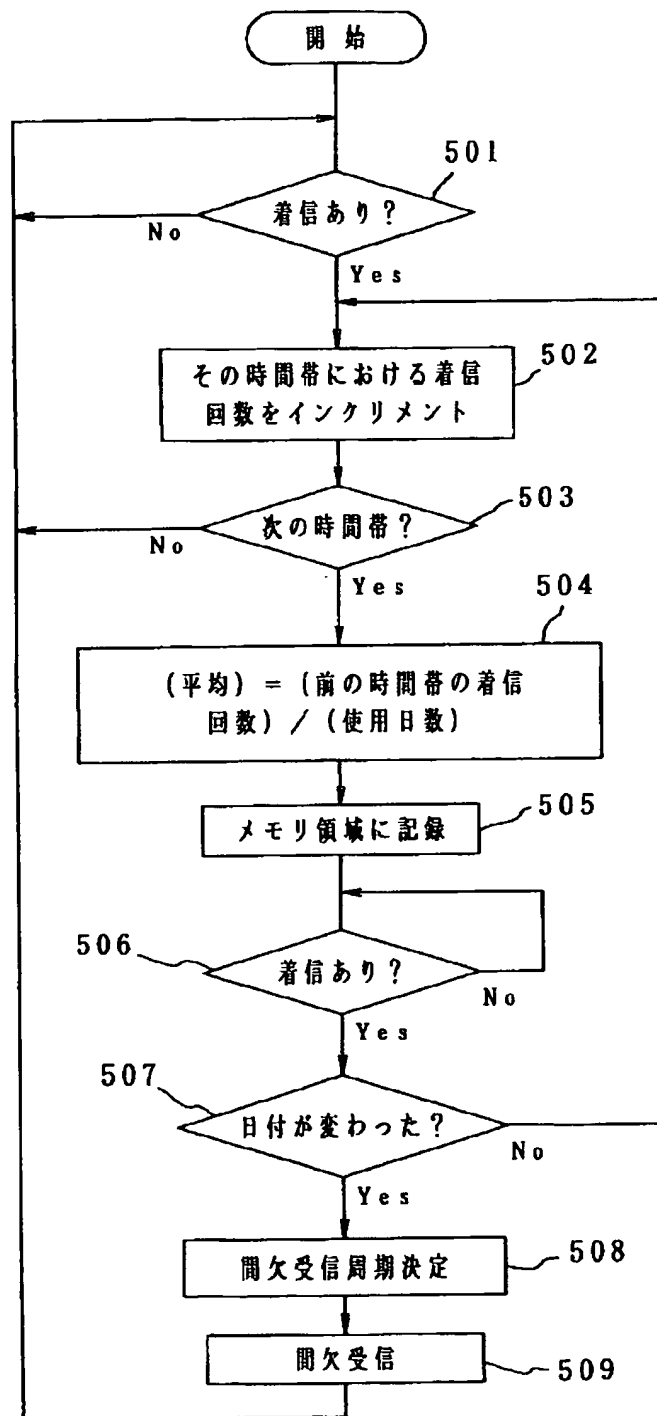 開始
501
着信あり？
No
Yes
502
その時間帯における着信
回数をインクリメント
503
次の時間帯？
No
Yes
504
（平均）＝（前の時間帯の着信
回数）／（使用日数）
505
メモリ領域に記録
506
着信あり？
No
Yes
507
日付が変わった？
No
Yes
508
間欠受信周期決定
間欠受信
509